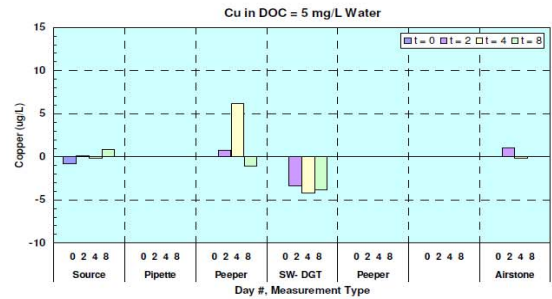 Cu in DOC = 5 mg/L Water
t = 0 t = 2 t = 4 t = 8
15
10
5
0
-5
-10
Copper (ug/L)
0 2 4 8 0 2 4 8 0 2 4 8 0 2 4 8 0 2 4 8 0 2 4 8 0 2 4 8
Source Pipette Peeper SW- DGT Peeper Airstone
Day #, Measurement Type